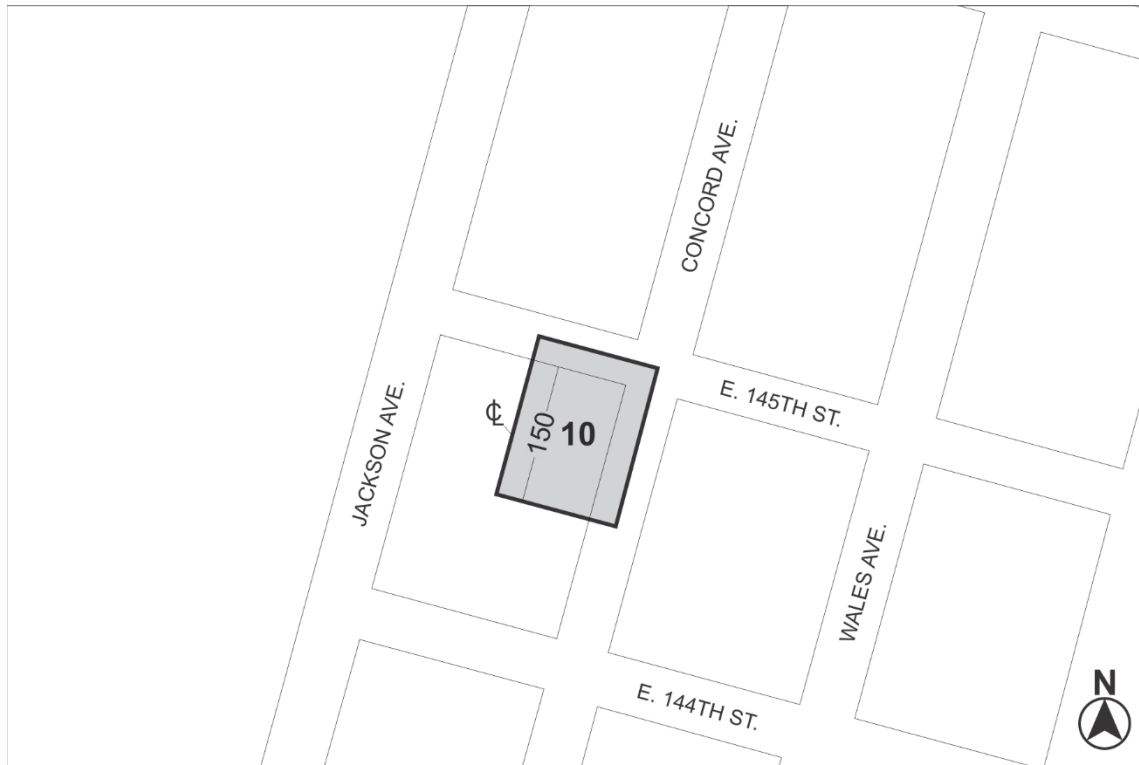 CONCORD AVE.
JACKSON AVE.
℄
150
10
E. 145TH ST.
WALES AVE.
E. 144TH ST.
N